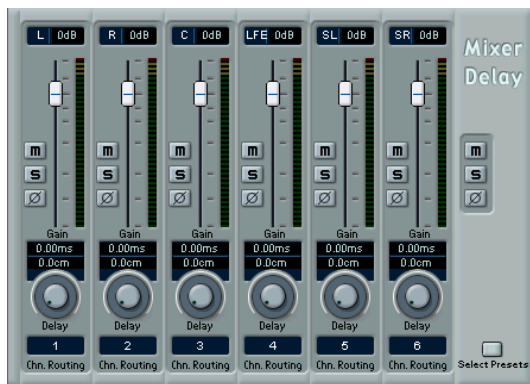 L 0dB R 0dB C 0dB LFE 0dB SL 0dB SR 0dB
Mixer
Delay
m m m m m m m
S S S S S S S
Ø Ø Ø Ø Ø Ø Ø
Gain Gain Gain Gain Gain Gain
0.00ms 0.00ms 0.00ms 0.00ms 0.00ms 0.00ms
0.0cm 0.0cm 0.0cm 0.0cm 0.0cm 0.0cm
Delay Delay Delay Delay Delay Delay
1 2 3 4 5 6
Chn. Routing Chn. Routing Chn. Routing Chn. Routing Chn. Routing Chn. Routing Select Presets